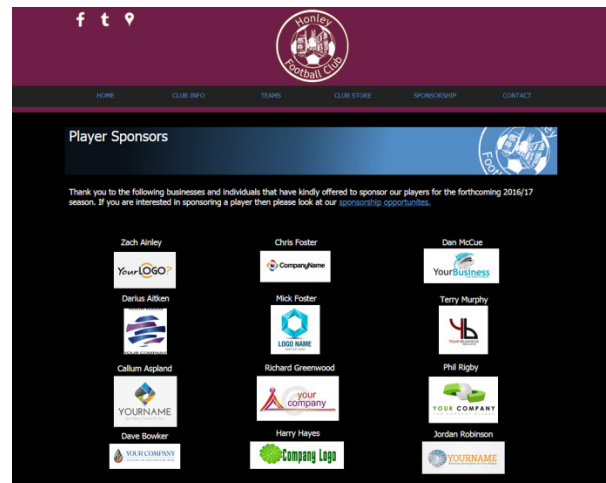 f t
Honley
Football Club
HOME CLUB INFO TEAMS CLUB STORE SPONSORSHIP CONTACT
Player Sponsors
Thank you to the following businesses and individuals that have kindly offered to sponsor our players for the forthcoming 2016/17
season. If you are interested in sponsoring a player then please look at our sponsorship opportunites.
Zach Ainley Chris Foster Dan McCue
YourLOGO? CompanyName YourBusiness
Darius Aitken Mick Foster Terry Murphy
YOUR COMPANY LOGO NAME YOUR BUSINESS
Callum Aspland Richard Greenwood Phil Rigby
YOURNAME your company YOUR COMPANY
Dave Bowker Harry Hayes Jordan Robinson
YOUR COMPANY Company Logo YOURNAME